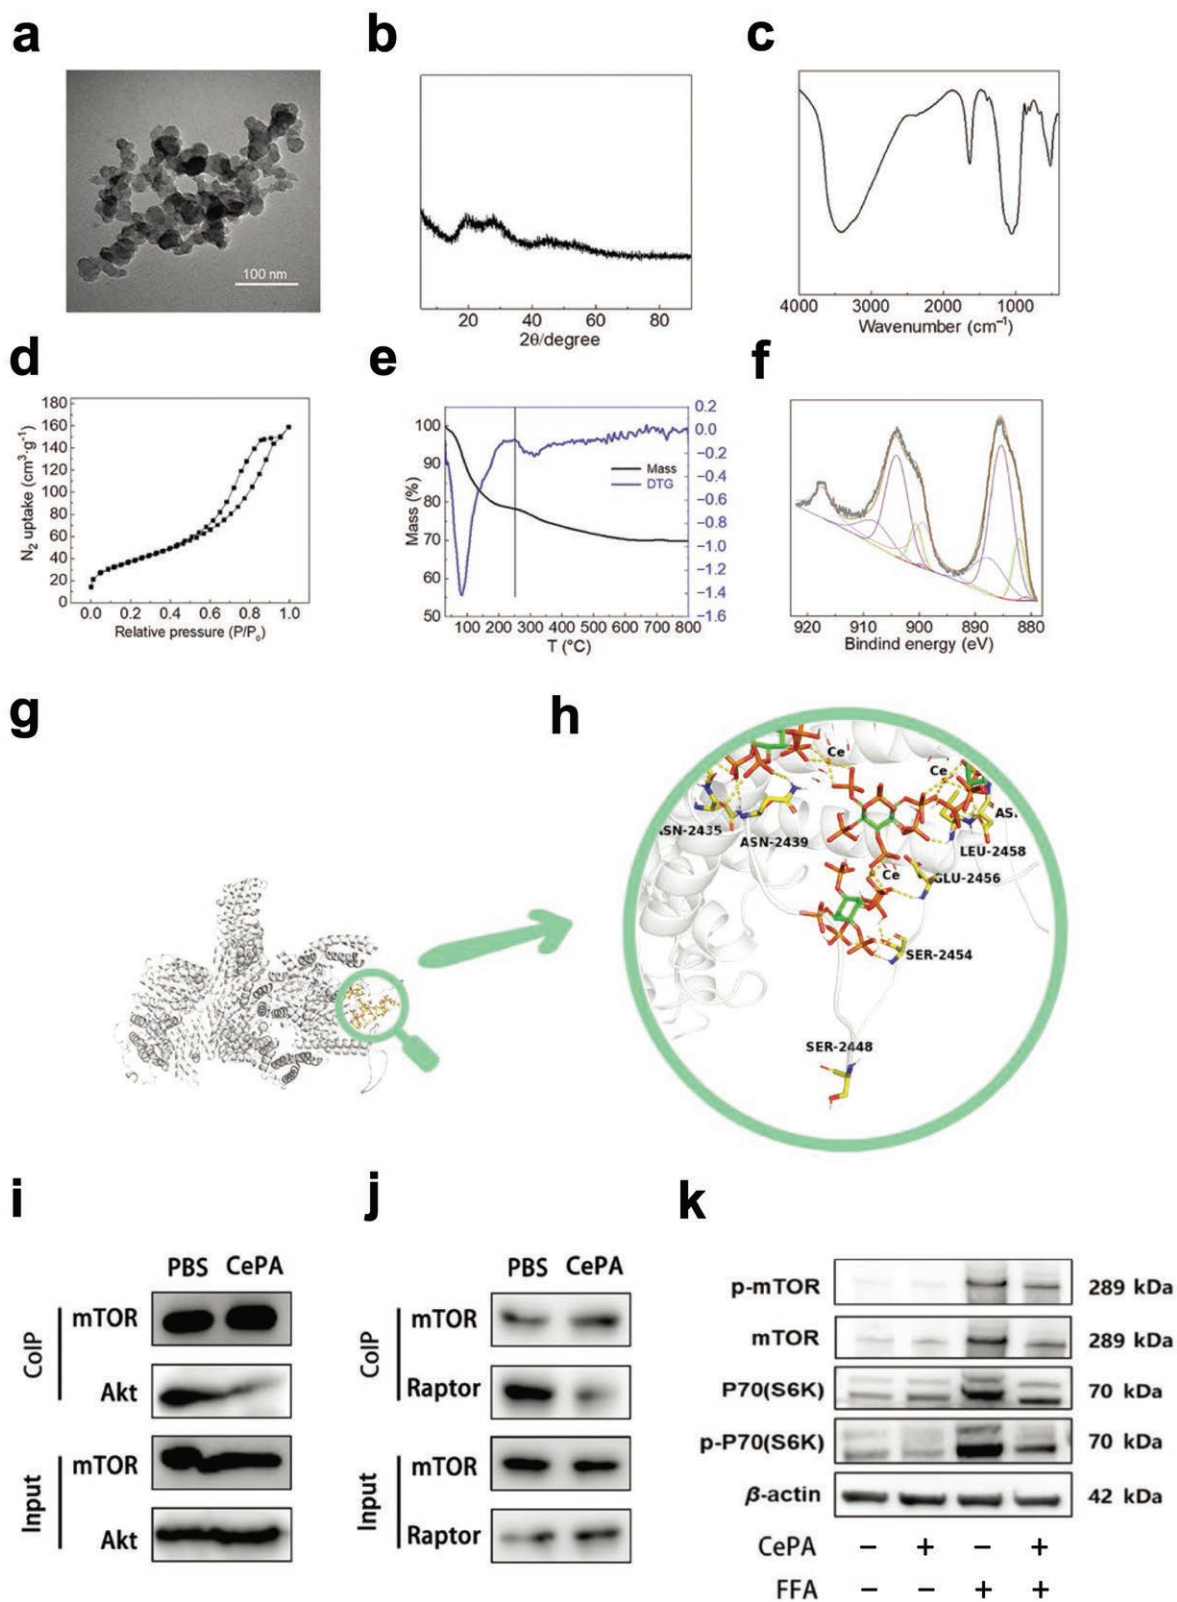 a
100 nm
b
20 40 60 80
2θ/degree
c
4000 3000 2000 1000
Wavenumber (cm⁻¹)
d
180
160
140
120
100
80
60
40
20
0
N₂ uptake (cm³·g⁻¹)
0.0 0.2 0.4 0.6 0.8 1.0
Relative pressure (P/P₀)
e
100
90
80
70
60
50
Mass (%)
Mass
DTG
0.2
0.0
−0.2
−0.4
−0.6
−0.8
−1.0
−1.2
−1.4
−1.6
100 200 300 400 500 600 700 800
T (°C)
f
920 910 900 890 880
Bindind energy (eV)
g
h
Ce
Ce
SN-2435
ASN-2439
AS
LEU-2458
Ce
GLU-2456
SER-2454
SER-2448
i
PBS CePA
CoIP
mTOR
Akt
Input
mTOR
Akt
j
PBS CePA
CoIP
mTOR
Raptor
Input
mTOR
Raptor
k
p-mTOR 289 kDa
mTOR 289 kDa
P70(S6K) 70 kDa
p-P70(S6K) 70 kDa
β-actin 42 kDa
CePA − + − +
FFA − − + +